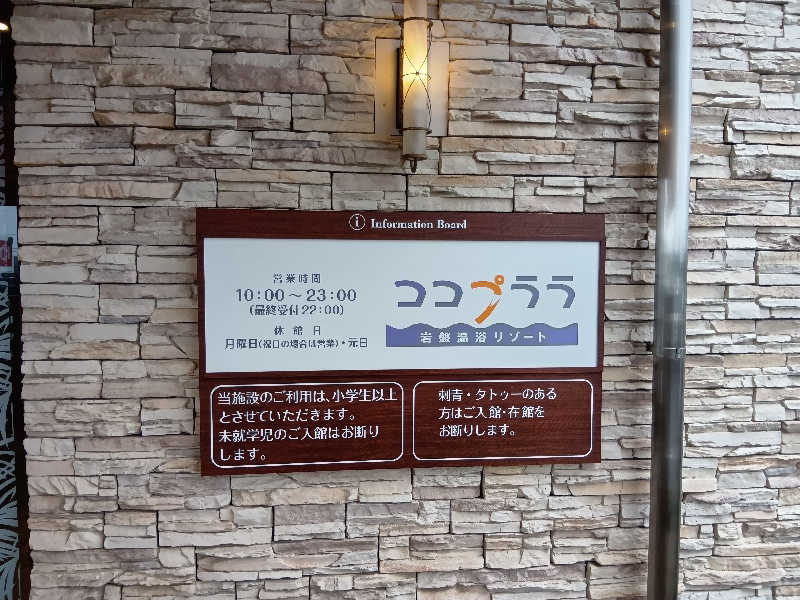 i Information Board
営業時間
10:00～23:00
(最終受付22:00)
休館日
月曜日(祝日の場合は営業)・元日
ココプララ
岩盤温浴リゾート
当施設のご利用は、小学生以上
とさせていただきます。
未就学児のご入館はお断り
します。
刺青・タトゥーのある
方はご入館・在館を
お断りします。